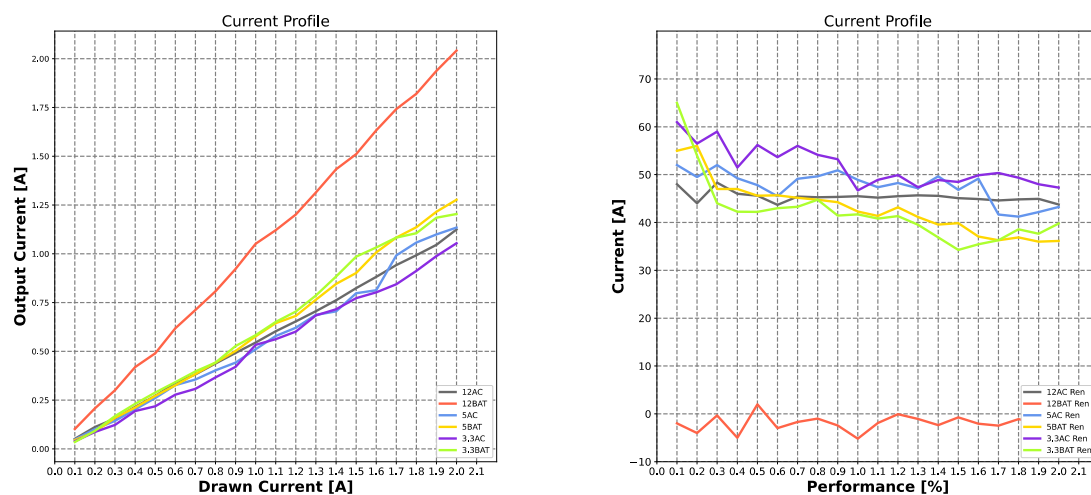 Current Profile
Output Current [A]
2.00
1.75
1.50
1.25
1.00
0.75
0.50
0.25
0.00
12AC
12BAT
5AC
5BAT
3.3AC
3.3BAT
0.0 0.1 0.2 0.3 0.4 0.5 0.6 0.7 0.8 0.9 1.0 1.1 1.2 1.3 1.4 1.5 1.6 1.7 1.8 1.9 2.0 2.1
Drawn Current [A]
Current Profile
Current [A]
70
60
50
40
30
20
10
0
−10
12AC Ren
12BAT Ren
5AC Ren
5BAT Ren
3.3AC Ren
3.3BAT Ren
0.0 0.1 0.2 0.3 0.4 0.5 0.6 0.7 0.8 0.9 1.0 1.1 1.2 1.3 1.4 1.5 1.6 1.7 1.8 1.9 2.0 2.1
Performance [%]